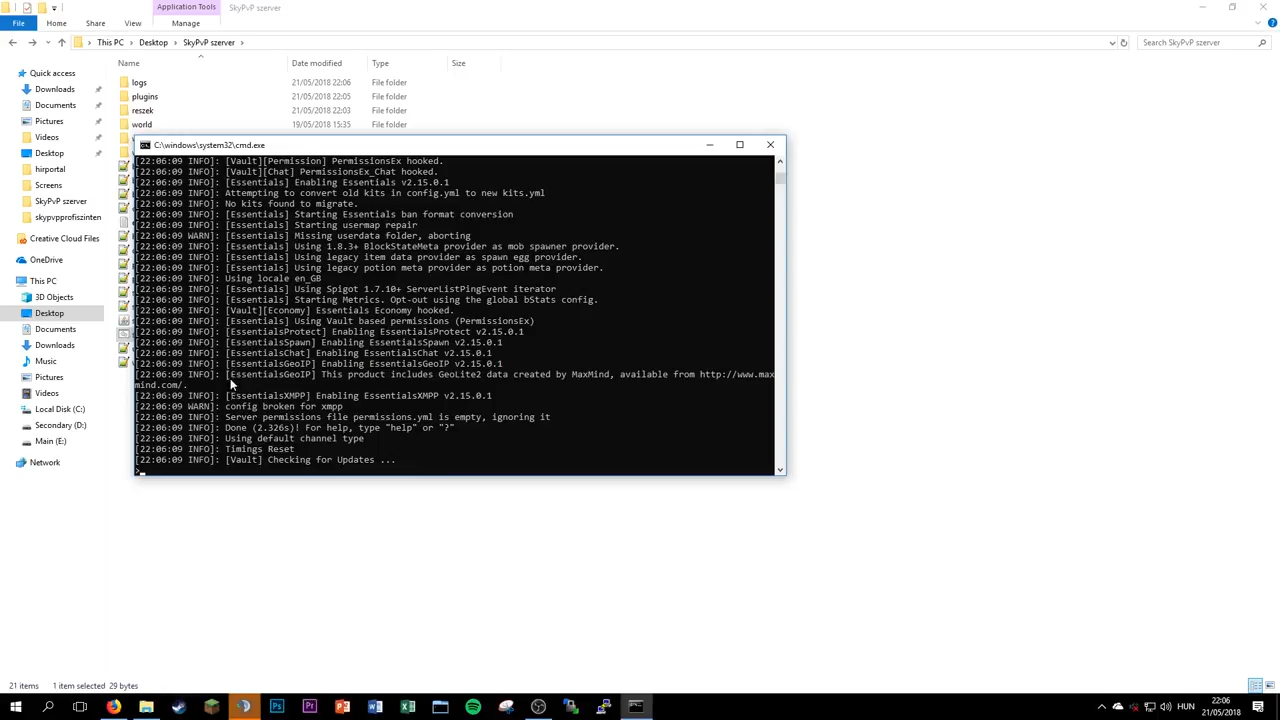 Application Tools
SkyPvP szerver
File
Home
Share
View
Manage
This PC
Desktop
SkyPvP szerver
Search SkyPvP szerver
Name
Date modified
Type
Size
Quick access
Downloads
Documents
Pictures
Videos
Desktop
hirportal
Screens
SkyPvP szerver
skypvpprofiszinten
Creative Cloud Files
OneDrive
This PC
3D Objects
Desktop
Documents
Downloads
Music
Pictures
Videos
Local Disk (C:)
Secondary (D:)
Main (E:)
Network
logs 21/05/2018 22:06 File folder
plugins 21/05/2018 22:05 File folder
reszek 21/05/2018 22:03 File folder
world 19/05/2018 15:35 File folder
C:\windows\system32\cmd.exe
[22:06:09 INFO]: [Vault][Permission] PermissionsEx hooked.
[22:06:09 INFO]: [Vault][Chat] PermissionsEx_Chat hooked.
[22:06:09 INFO]: [Essentials] Enabling Essentials v2.15.0.1
[22:06:09 INFO]: Attempting to convert old kits in config.yml to new kits.yml
[22:06:09 INFO]: No kits found to migrate.
[22:06:09 INFO]: [Essentials] Starting Essentials ban format conversion
[22:06:09 INFO]: [Essentials] Starting usermap repair
[22:06:09 WARN]: [Essentials] Missing userdata folder, aborting
[22:06:09 INFO]: [Essentials] Using 1.8.3+ BlockStateMeta provider as mob spawner provider.
[22:06:09 INFO]: [Essentials] Using legacy item data provider as spawn egg provider.
[22:06:09 INFO]: [Essentials] Using legacy potion meta provider as potion meta provider.
[22:06:09 INFO]: Using locale en_GB
[22:06:09 INFO]: [Essentials] Using Spigot 1.7.10+ ServerListPingEvent iterator
[22:06:09 INFO]: [Essentials] Starting Metrics. Opt-out using the global bStats config.
[22:06:09 INFO]: [Vault][Economy] Essentials Economy hooked.
[22:06:09 INFO]: [Essentials] Using Vault based permissions (PermissionsEx)
[22:06:09 INFO]: [EssentialsProtect] Enabling EssentialsProtect v2.15.0.1
[22:06:09 INFO]: [EssentialsSpawn] Enabling EssentialsSpawn v2.15.0.1
[22:06:09 INFO]: [EssentialsChat] Enabling EssentialsChat v2.15.0.1
[22:06:09 INFO]: [EssentialsGeoIP] Enabling EssentialsGeoIP v2.15.0.1
[22:06:09 INFO]: [EssentialsGeoIP] This product includes GeoLite2 data created by MaxMind, available from http://www.max
mind.com/.
[22:06:09 INFO]: [EssentialsXMPP] Enabling EssentialsXMPP v2.15.0.1
[22:06:09 WARN]: config broken for xmpp
[22:06:09 INFO]: Server permissions file permissions.yml is empty, ignoring it
[22:06:09 INFO]: Done (2.326s)! For help, type "help" or "?"
[22:06:09 INFO]: Using default channel type
[22:06:09 INFO]: Timings Reset
[22:06:09 INFO]: [Vault] Checking for Updates ...
>
21 items
1 item selected 29 bytes
HUN
22:06
21/05/2018